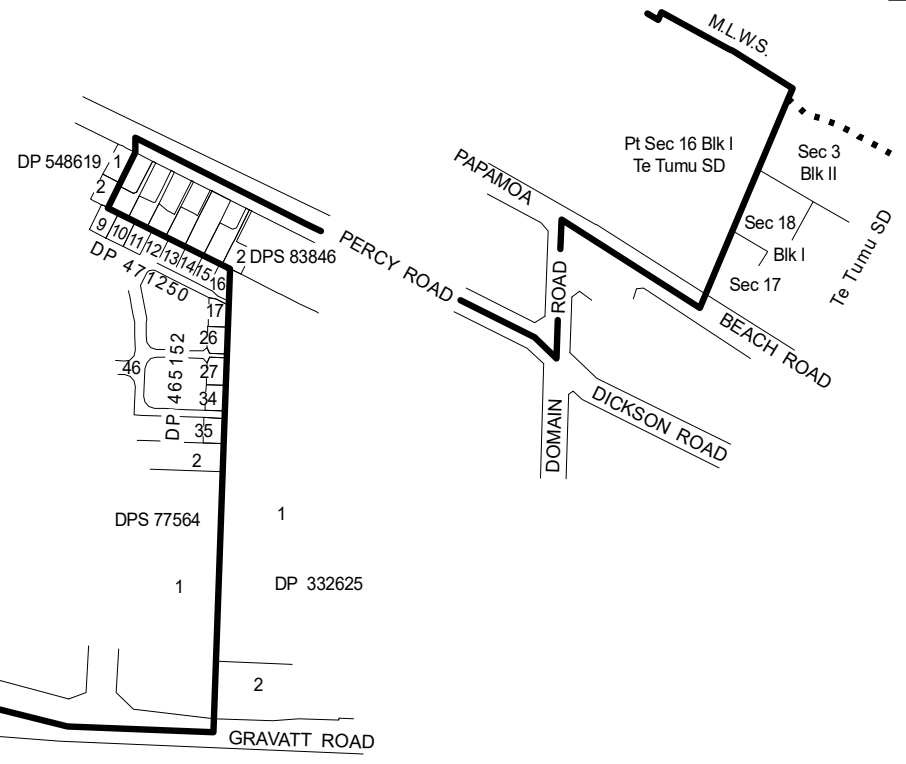 M.L.W.S.
Pt Sec 16 Blk I
Te Tumu SD
Sec 3
Blk II
DP 548619
1
2
PAPAMOA
Sec 18
Blk I
Sec 17
Te Tumu SD
9
10
11
12
13
14
15
16
2
DPS 83846
DP 471250
PERCY ROAD
ROAD
BEACH ROAD
17
26
27
34
35
46
DP 465152
2
DICKSON ROAD
DOMAIN
DPS 77564
1
1
DP 332625
2
GRAVATT ROAD